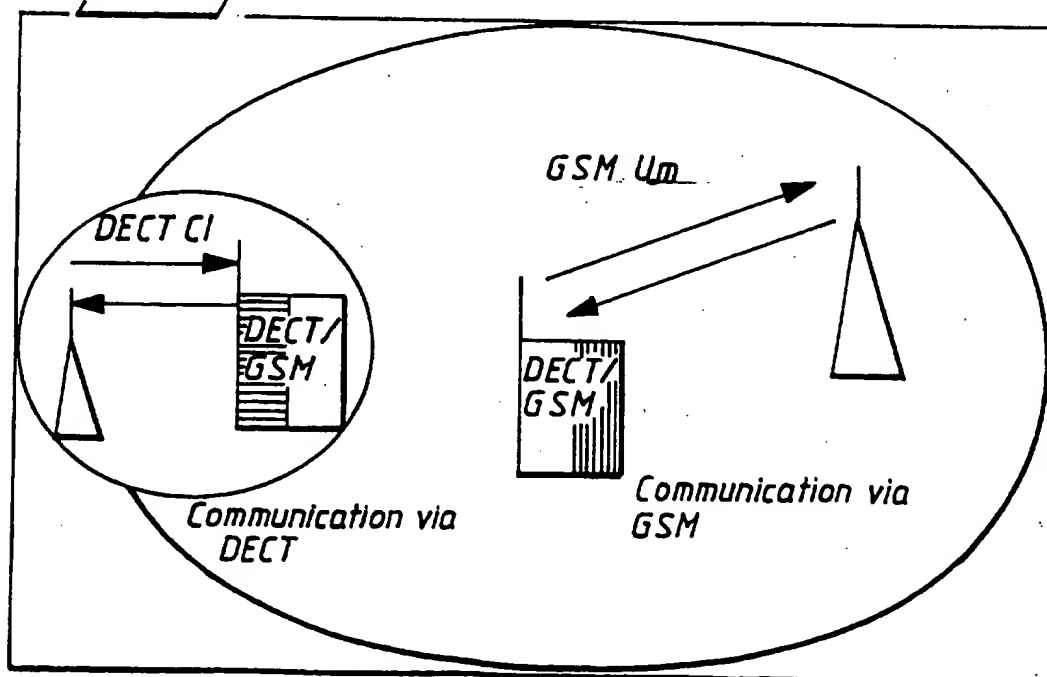 GSM Um
DECT CI
DECT/
GSM
DECT/
GSM
Communication via
GSM
Communication via
DECT